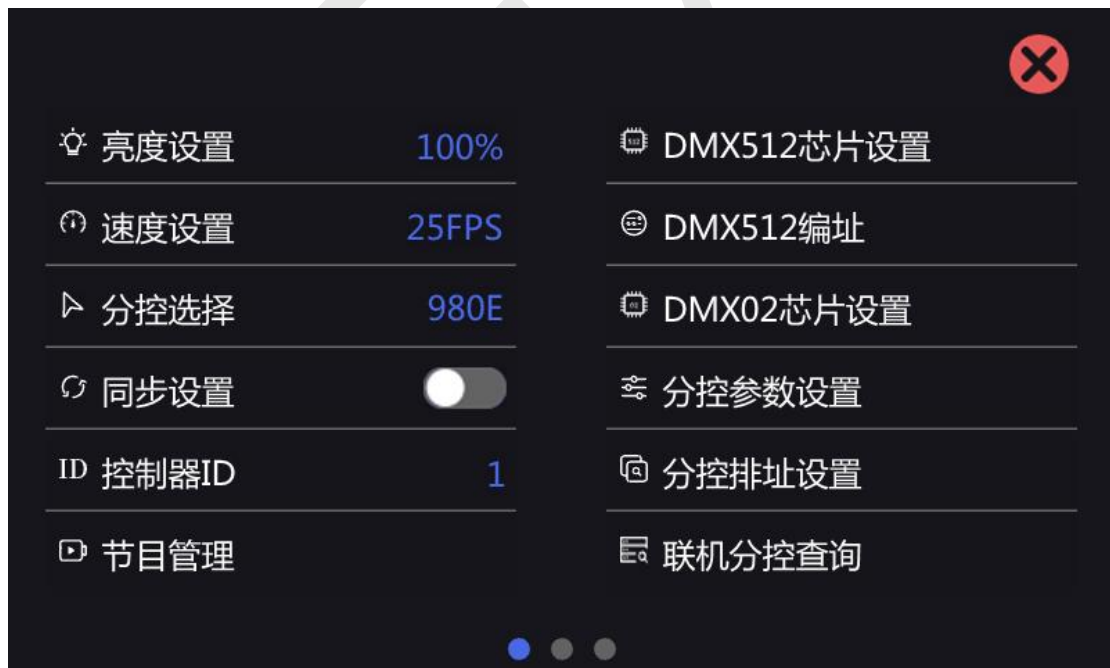 亮度设置 100%
速度设置 25FPS
分控选择 980E
同步设置
ID 控制器ID 1
节目管理
512 DMX512芯片设置
DMX512编址
02 DMX02芯片设置
分控参数设置
分控排址设置
联机分控查询